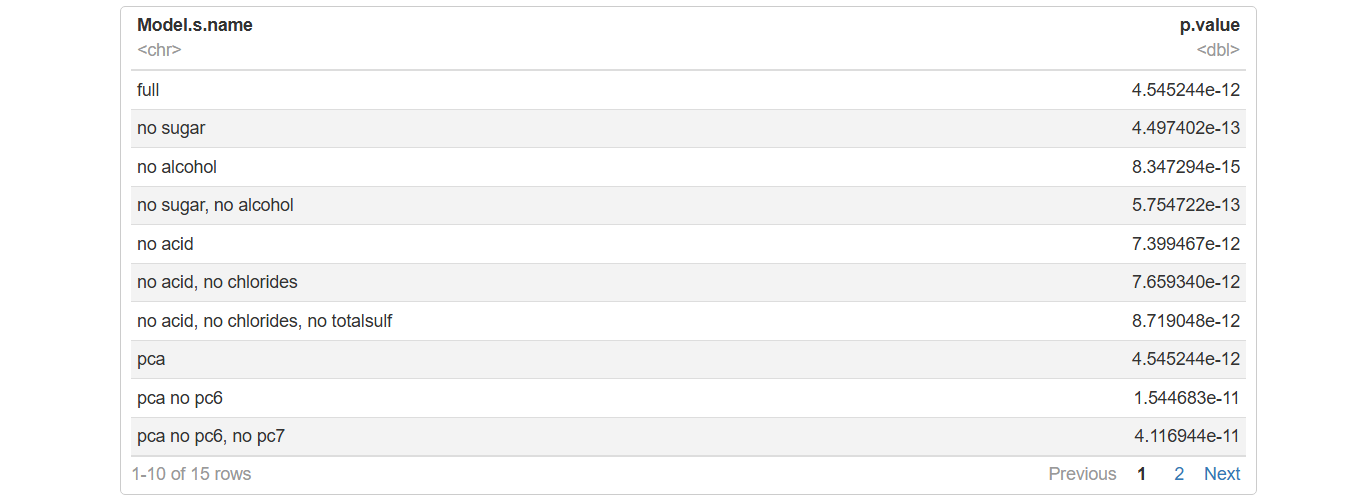 Model.s.name p.value
<chr> <dbl>
full 4.545244e-12
no sugar 4.497402e-13
no alcohol 8.347294e-15
no sugar, no alcohol 5.754722e-13
no acid 7.399467e-12
no acid, no chlorides 7.659340e-12
no acid, no chlorides, no totalsulf 8.719048e-12
pca 4.545244e-12
pca no pc6 1.544683e-11
pca no pc6, no pc7 4.116944e-11
1-10 of 15 rows Previous 1 2 Next